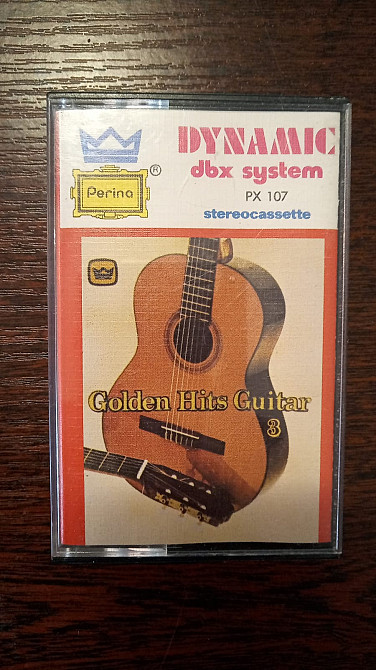 DYNAMIC
dbx system
PX 107
stereocassette
Perina
®
Golden Hits Guitar
3